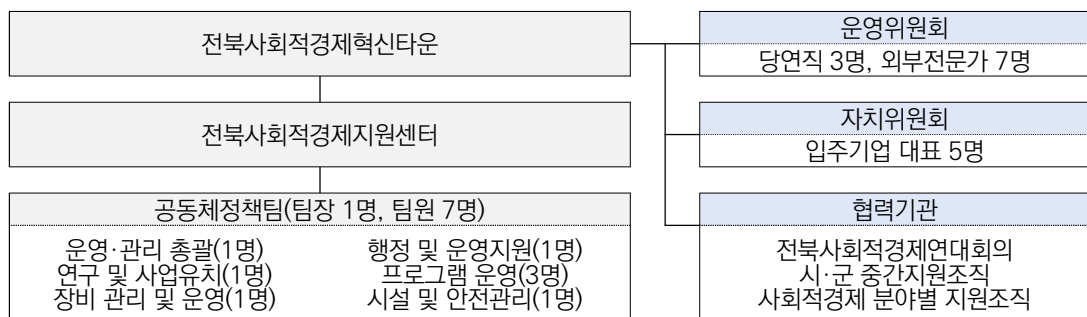 전북사회적경제혁신타운
전북사회적경제지원센터
공동체정책팀(팀장 1명, 팀원 7명)
운영·관리 총괄(1명)
연구 및 사업유치(1명)
장비 관리 및 운영(1명)
행정 및 운영지원(1명)
프로그램 운영(3명)
시설 및 안전관리(1명)
운영위원회
당연직 3명, 외부전문가 7명
자치위원회
입주기업 대표 5명
협력기관
전북사회적경제연대회의
시·군 중간지원조직
사회적경제 분야별 지원조직